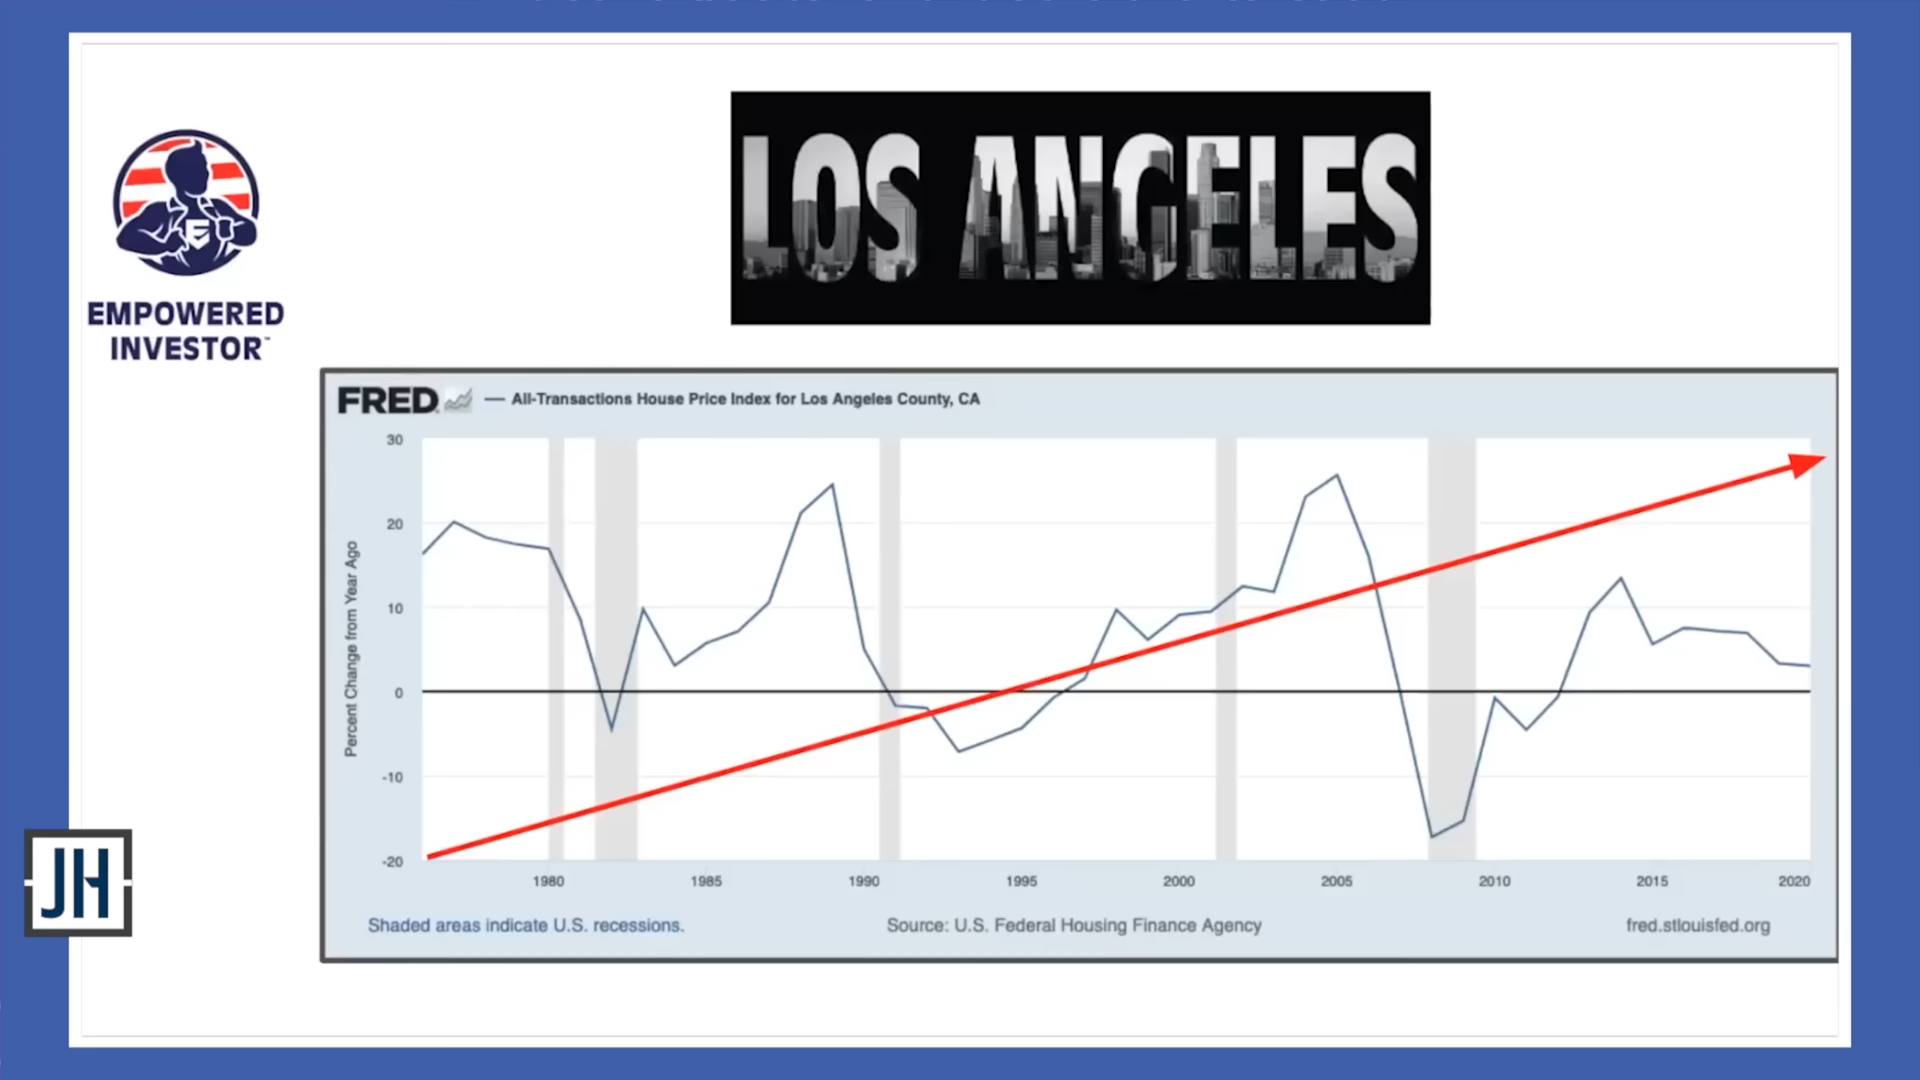 LOS ANGELES
EMPOWERED
INVESTOR™
FRED
— All-Transactions House Price Index for Los Angeles County, CA
Percent Change from Year Ago
30
20
10
0
-10
-20
1980
1985
1990
1995
2000
2005
2010
2015
2020
Shaded areas indicate U.S. recessions.
Source: U.S. Federal Housing Finance Agency
fred.stlouisfed.org
JH